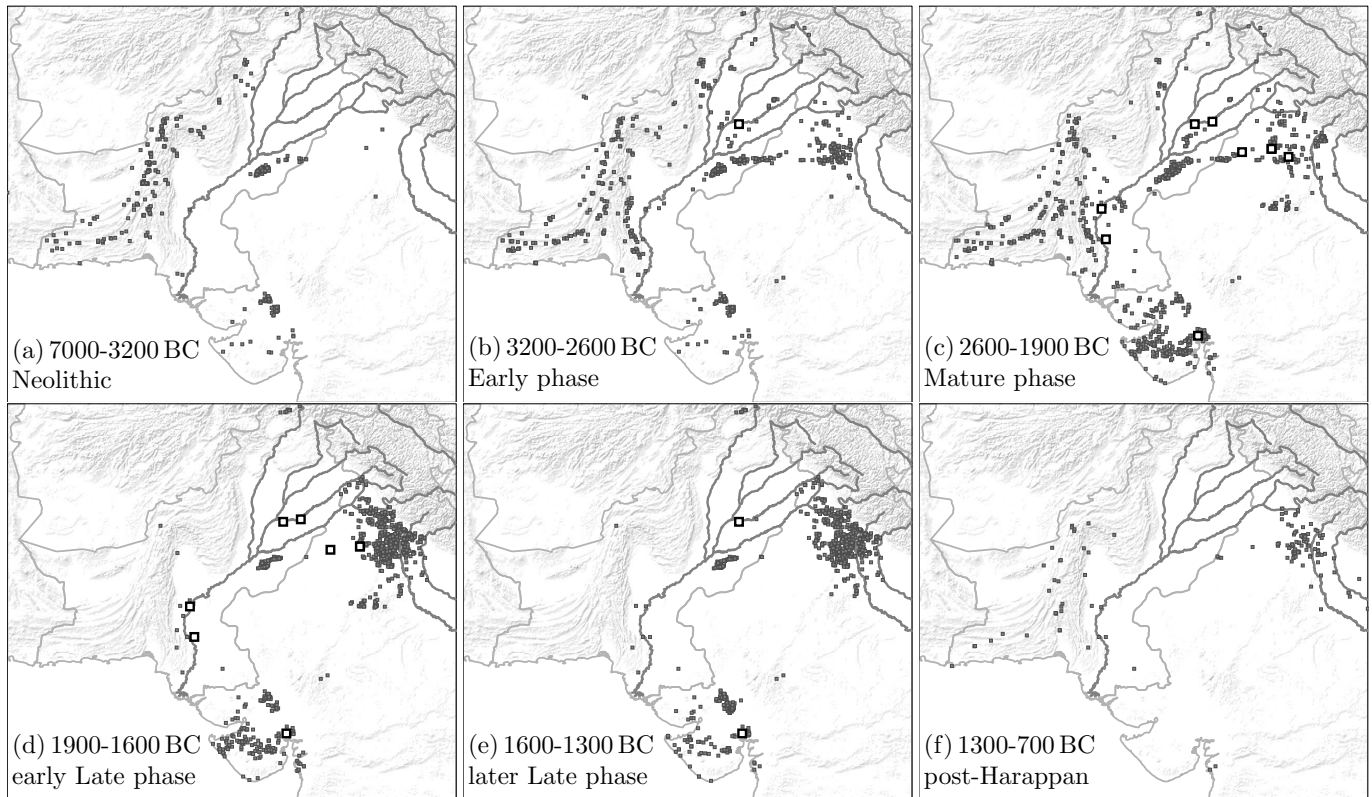 (a) 7000-3200 BC
Neolithic
(b) 3200-2600 BC
Early phase
(c) 2600-1900 BC
Mature phase
(d) 1900-1600 BC
early Late phase
(e) 1600-1300 BC
later Late phase
(f) 1300-700 BC
post-Harappan